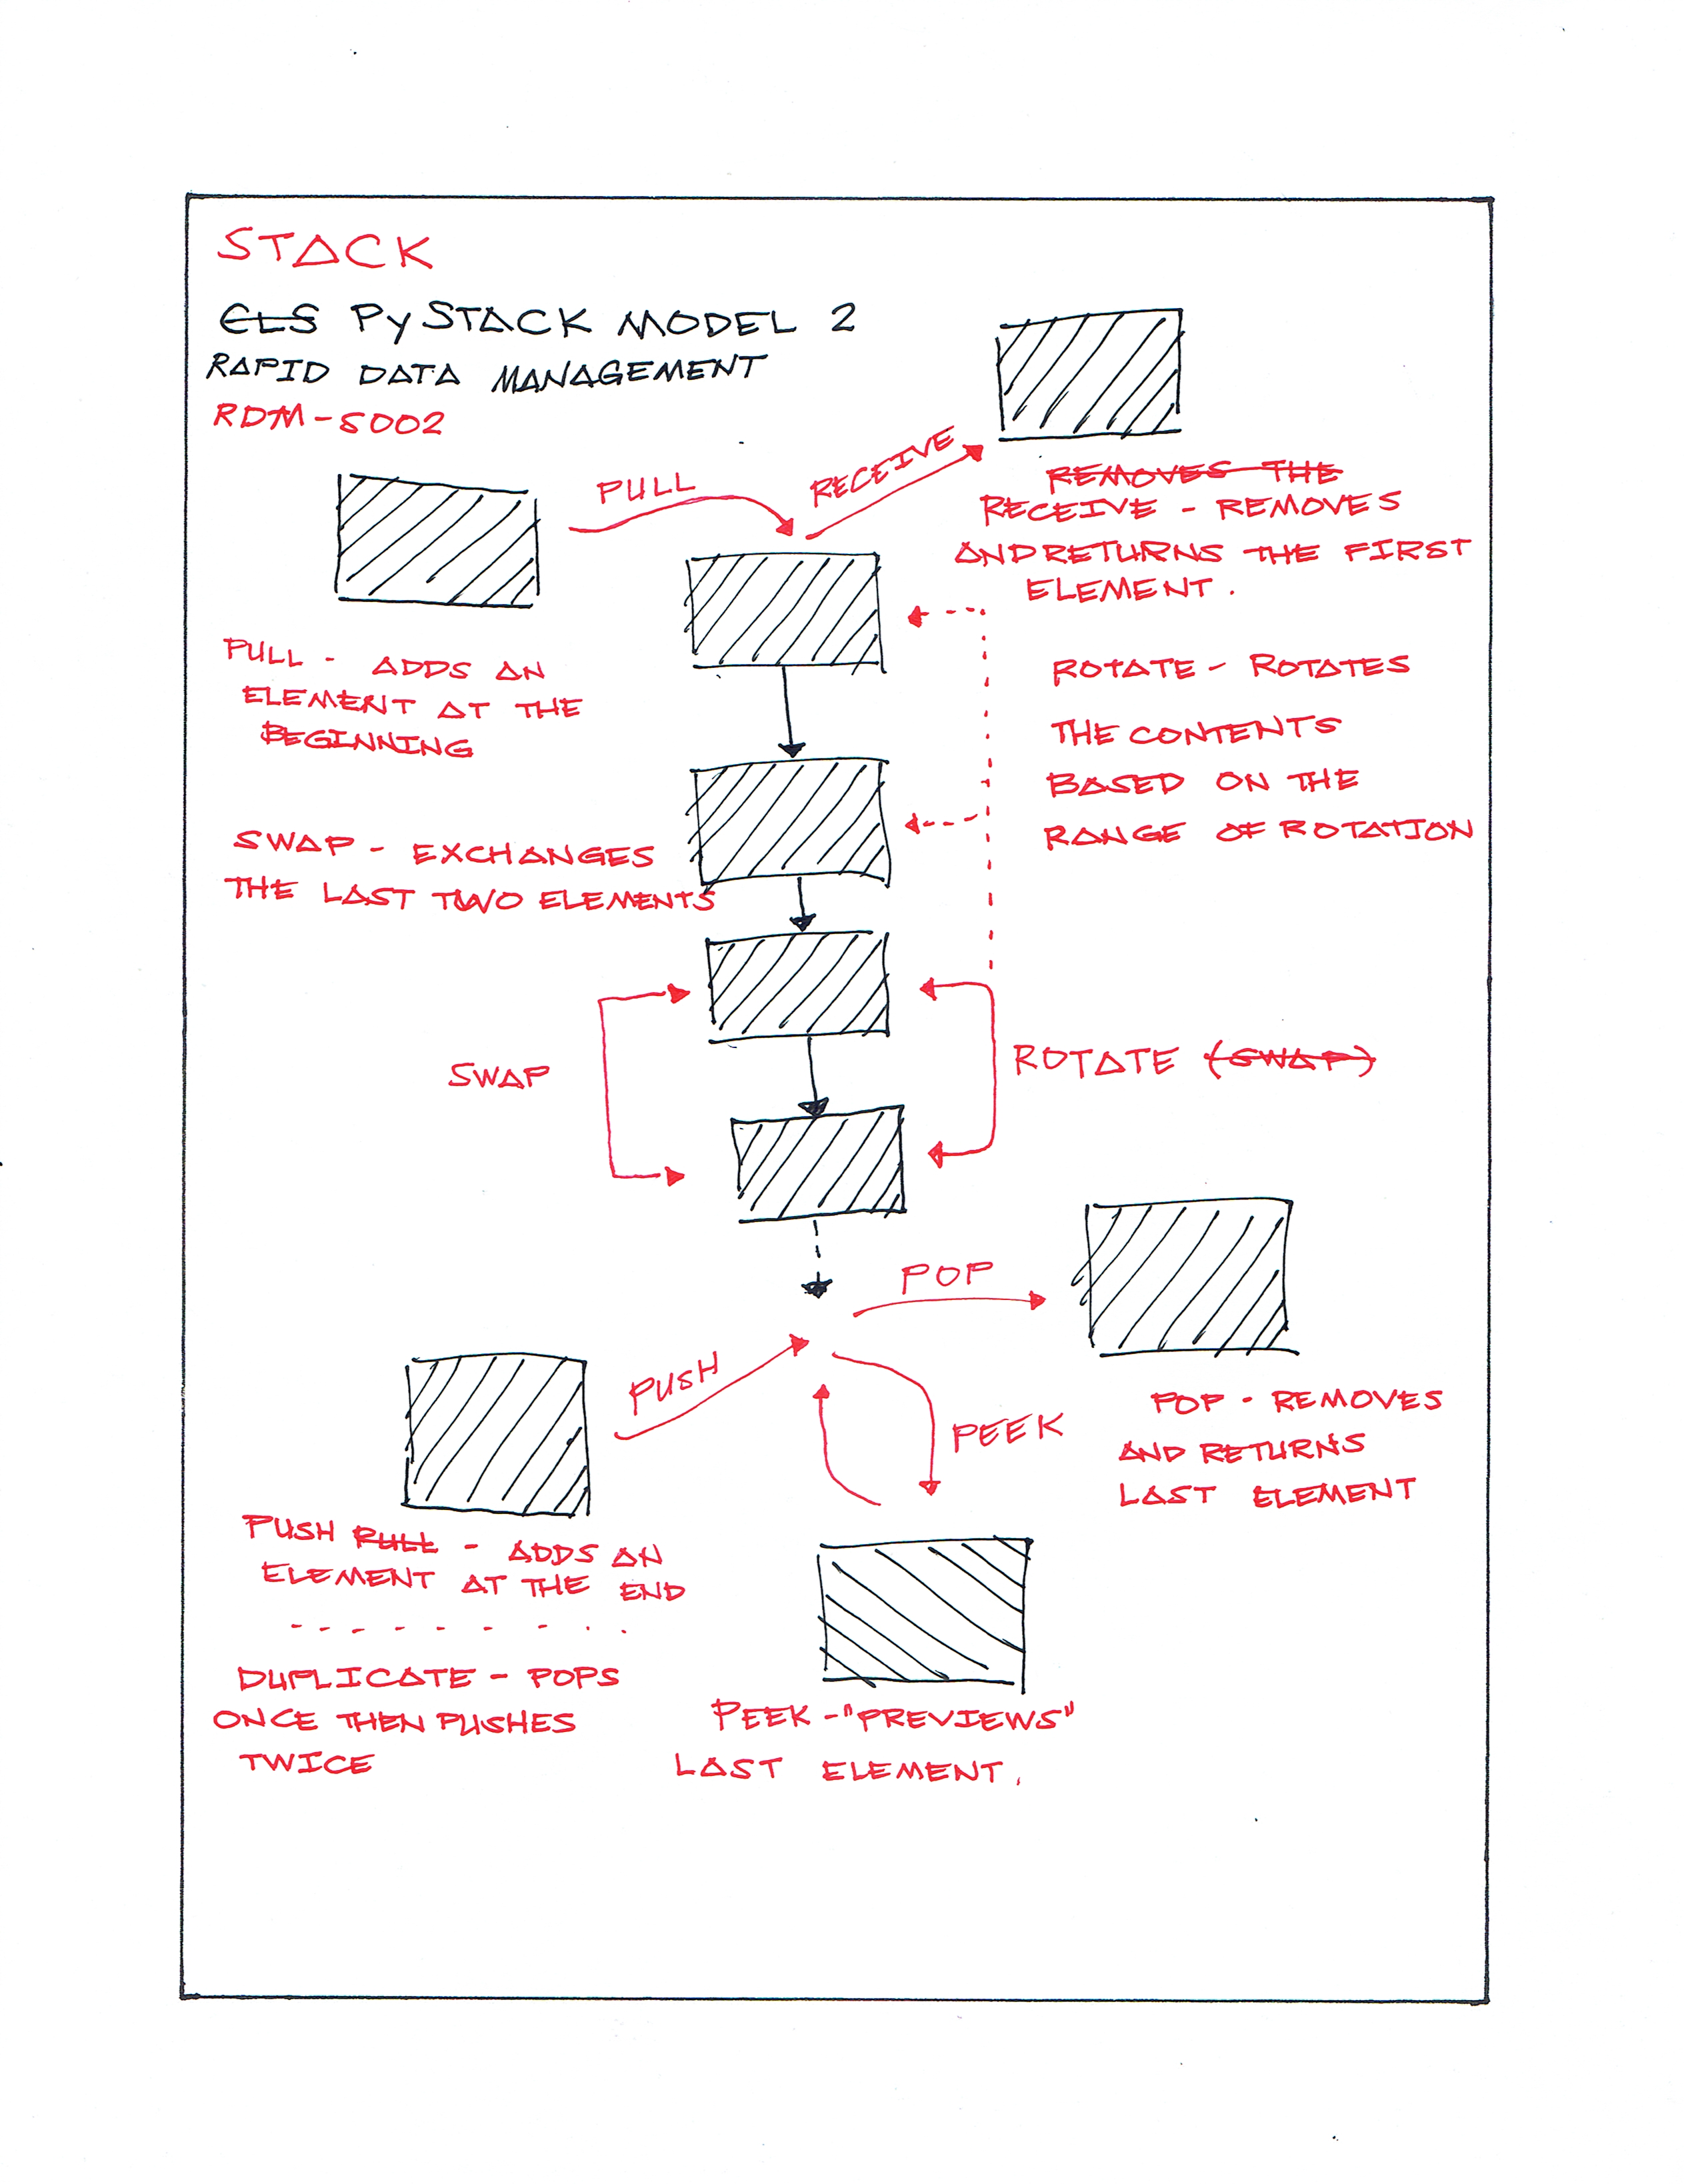 STACK
CLS PySTACK MODEL 2
RAPID DATA MANAGEMENT
RDM-S002
PULL
RECEIVE
REMOVES THE
RECEIVE - REMOVES
AND RETURNS THE FIRST
ELEMENT.
PULL - ADDS AN
ELEMENT AT THE
BEGINNING
ROTATE - ROTATES
THE CONTENTS
BASED ON THE
RANGE OF ROTATION
SWAP - EXCHANGES
THE LAST TWO ELEMENTS
SWAP
ROTATE (SWAP)
POP
PUSH
PEEK
POP - REMOVES
AND RETURNS
LAST ELEMENT
PUSH PULL - ADDS AN
ELEMENT AT THE END
DUPLICATE - POPS
ONCE THEN PUSHES
TWICE
PEEK - "PREVIEWS"
LAST ELEMENT.